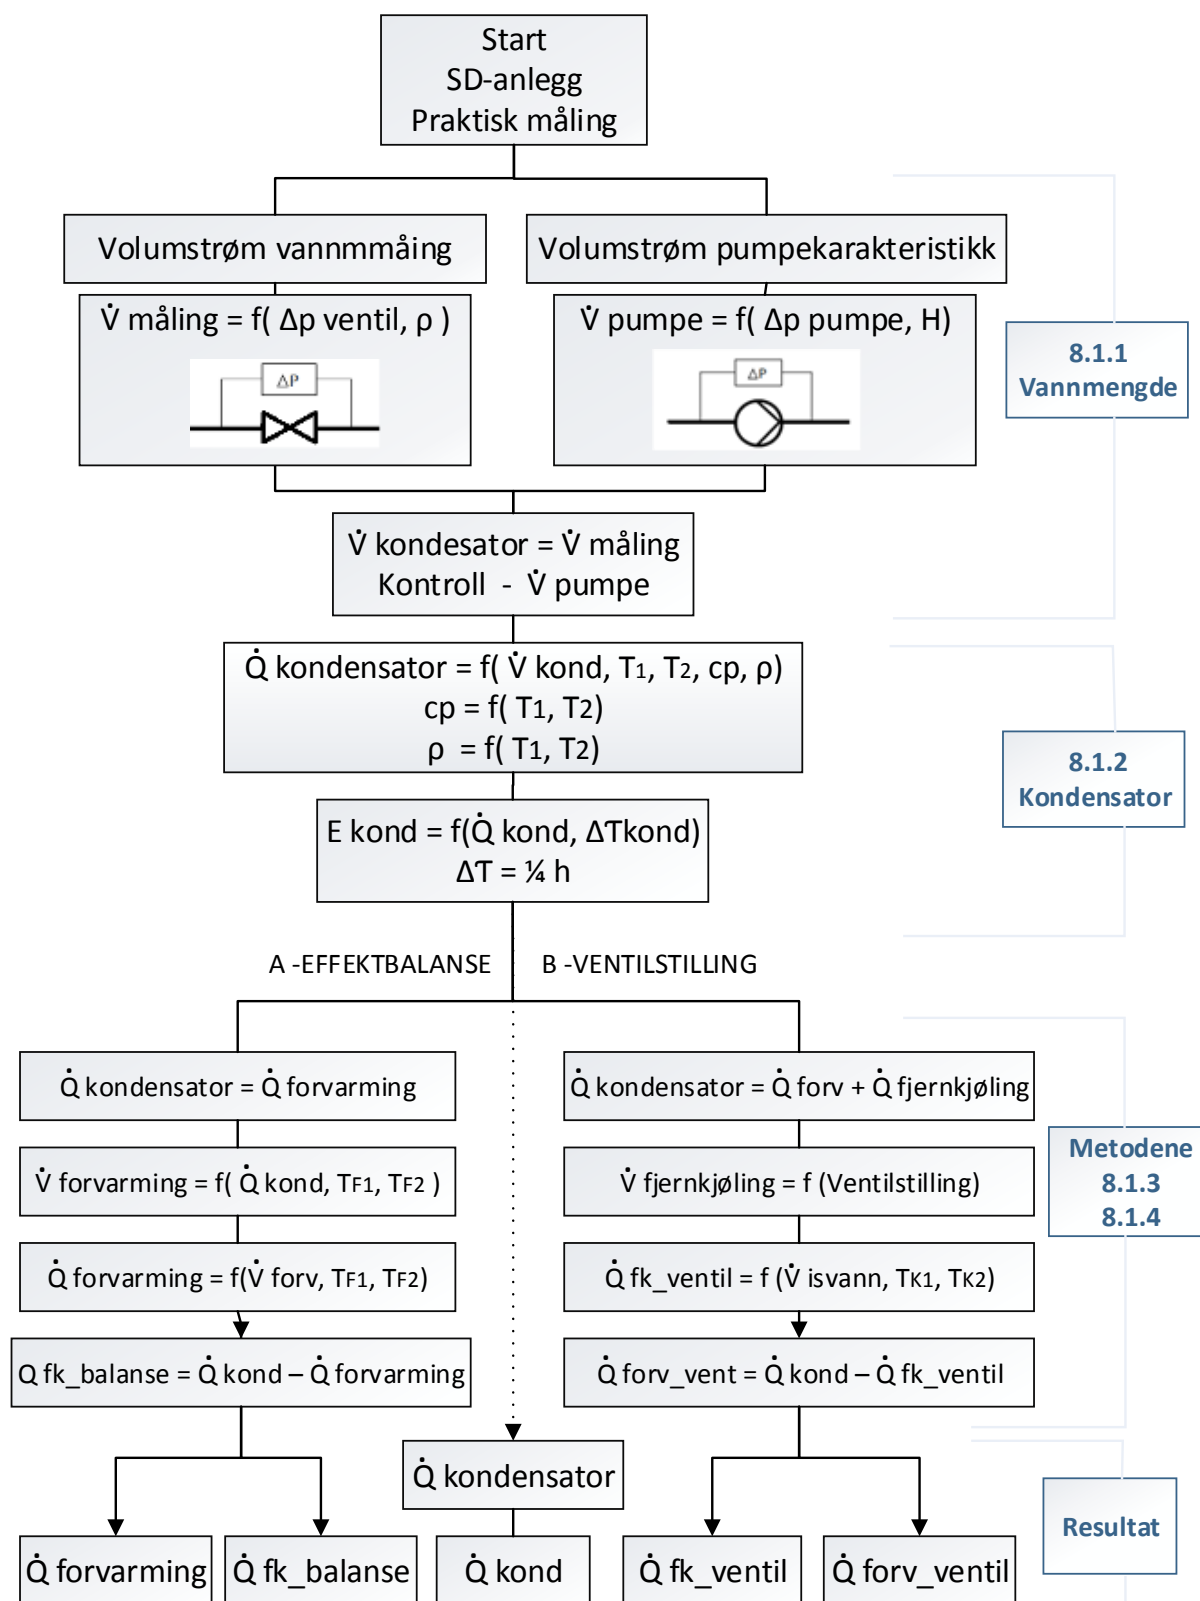 Start
SD-anlegg
Praktisk måling
Volumstrøm vannmmåing
Volumstrøm pumpekarakteristikk
V̇ måling = f( Δp ventil, ρ )
ΔP
V̇ pumpe = f( Δp pumpe, H)
ΔP
8.1.1
Vannmengde
V̇ kondesator = V̇ måling
Kontroll - V̇ pumpe
Q̇ kondensator = f( V̇ kond, T1, T2, cp, ρ)
cp = f( T1, T2)
ρ = f( T1, T2)
8.1.2
Kondensator
E kond = f(Q̇ kond, ΔƬkond)
ΔƬ = ¼ h
A -EFFEKTBALANSE
B -VENTILSTILLING
Q̇ kondensator = Q̇ forvarming
V̇ forvarming = f( Q̇ kond, TF1, TF2 )
Q̇ forvarming = f(V̇ forv, TF1, TF2)
Q fk_balanse = Q̇ kond – Q̇ forvarming
Q̇ kondensator = Q̇ forv + Q̇ fjernkjøling
V̇ fjernkjøling = f (Ventilstilling)
Q̇ fk_ventil = f (V̇ isvann, TK1, TK2)
Q̇ forv_vent = Q̇ kond – Q̇ fk_ventil
Metodene
8.1.3
8.1.4
Q̇ kondensator
Resultat
Q̇ forvarming
Q̇ fk_balanse
Q̇ kond
Q̇ fk_ventil
Q̇ forv_ventil